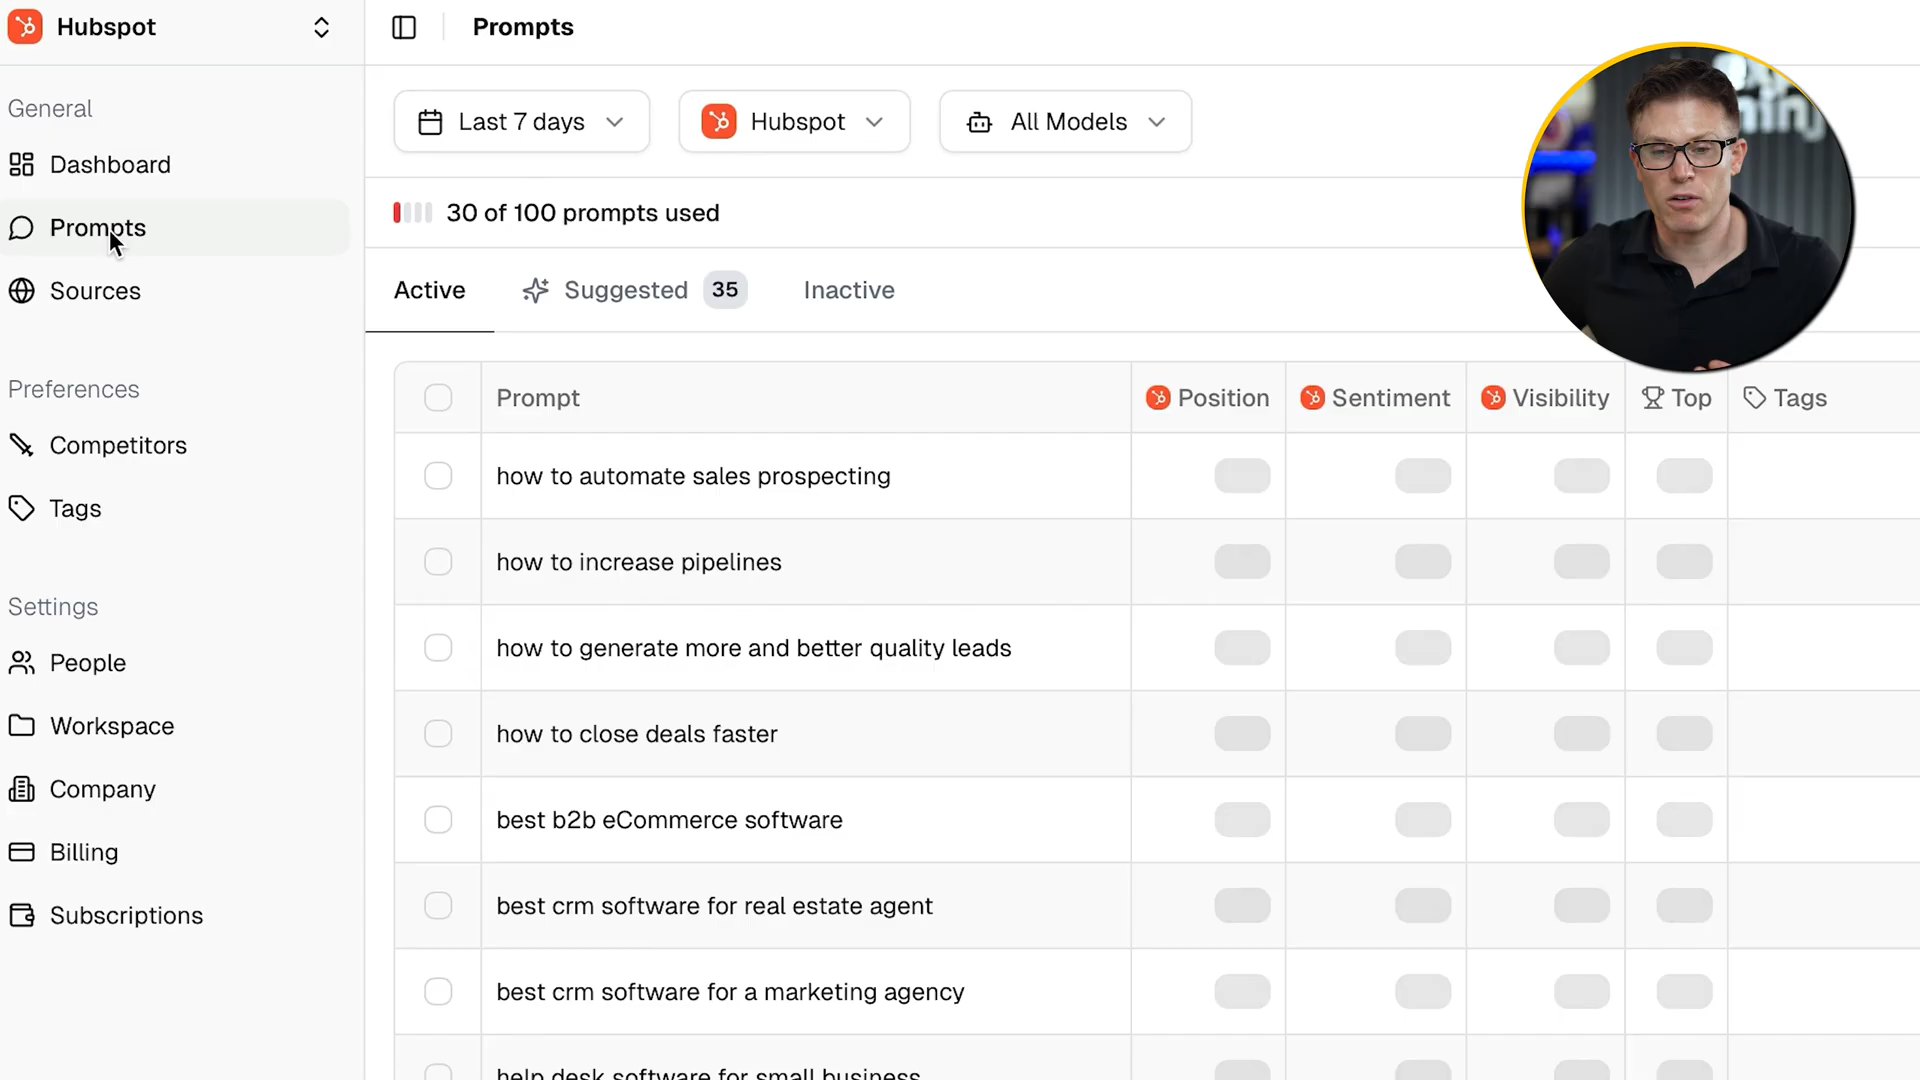 Hubspot
Prompts
General
Dashboard
Prompts
Sources
Preferences
Competitors
Tags
Settings
People
Workspace
Company
Billing
Subscriptions
Last 7 days
Hubspot
All Models
30 of 100 prompts used
Active
Suggested 35
Inactive
Prompt Position Sentiment Visibility Top Tags
how to automate sales prospecting
how to increase pipelines
how to generate more and better quality leads
how to close deals faster
best b2b eCommerce software
best crm software for real estate agent
best crm software for a marketing agency
help desk software for small business